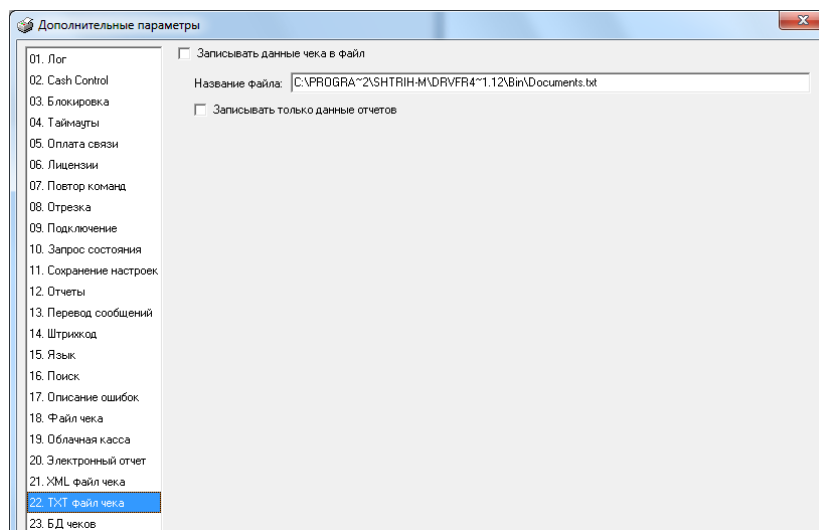 Дополнительные параметры
01. Лог
02. Cash Control
03. Блокировка
04. Таймауты
05. Оплата связи
06. Лицензии
07. Повтор команд
08. Отрезка
09. Подключение
10. Запрос состояния
11. Сохранение настроек
12. Отчеты
13. Перевод сообщений
14. Штрихкод
15. Язык
16. Поиск
17. Описание ошибок
18. Файл чека
19. Облачная касса
20. Электронный отчет
21. XML файл чека
22. TXT файл чека
23. БД чеков
Записывать данные чека в файл
Название файла: C:\PROGRA~2\SHTRIH-M\DRVFR4~1.12\Bin\Documents.txt
Записывать только данные отчетов